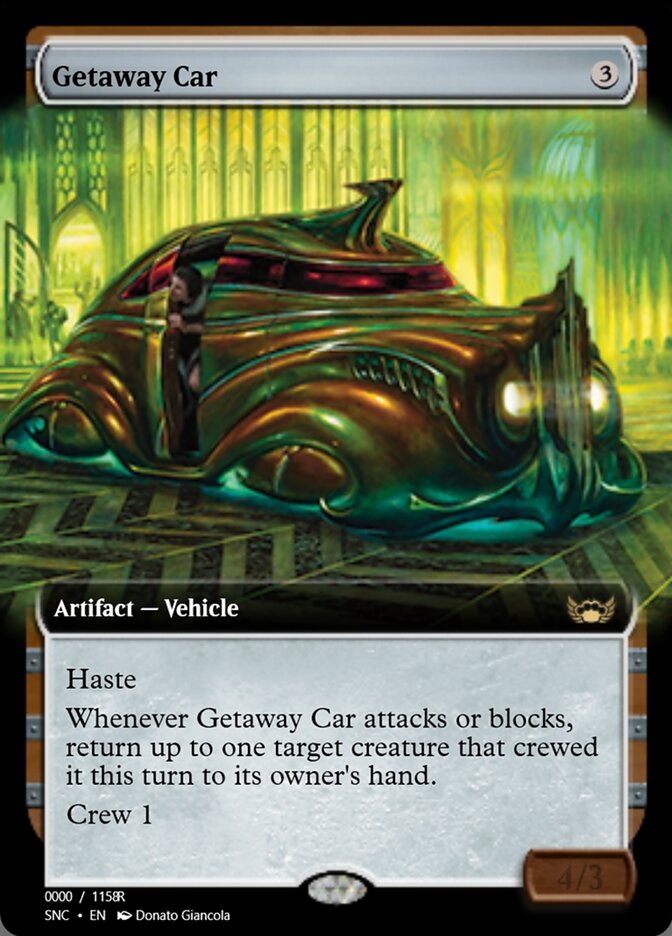 Getaway Car 3
Artifact — Vehicle
Haste
Whenever Getaway Car attacks or blocks,
return up to one target creature that crewed
it this turn to its owner's hand.
Crew 1
4/3
0000 / 1158R
SNC • EN Donato Giancola